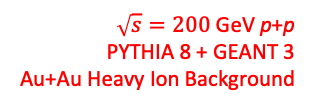 √s = 200 GeV p+p
PYTHIA 8 + GEANT 3
Au+Au Heavy Ion Background